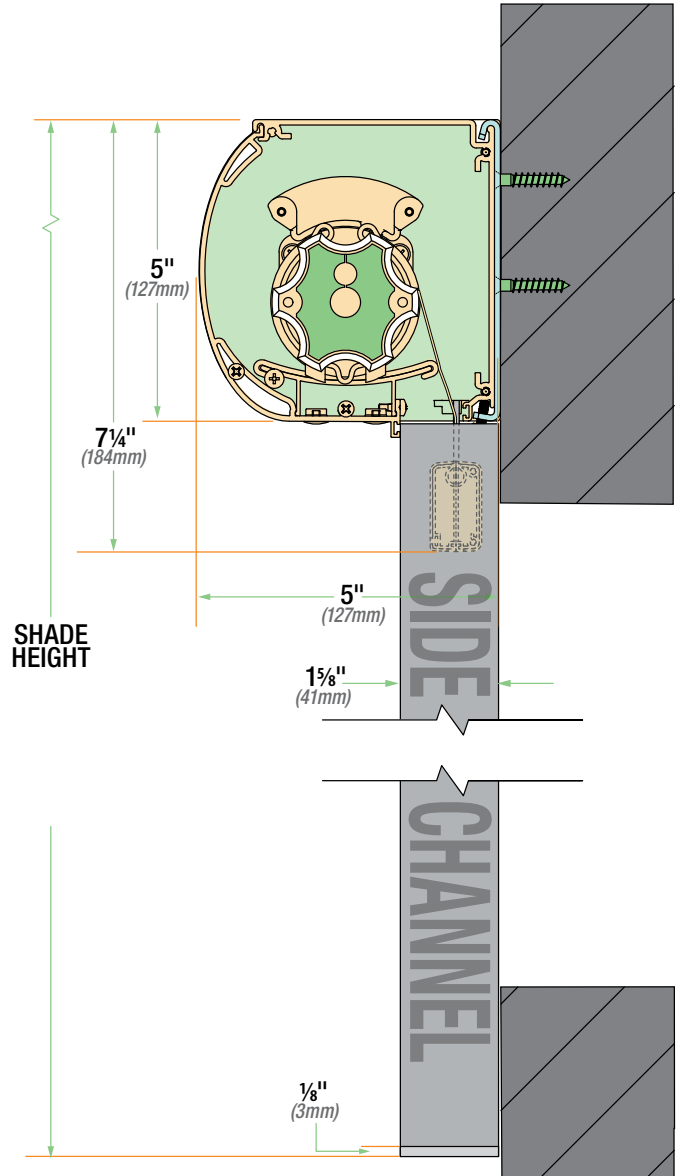 5"
(127mm)
7¼"
(184mm)
5"
(127mm)
SHADE
HEIGHT
1⅝"
(41mm)
SIDE
CHANNEL
⅛"
(3mm)